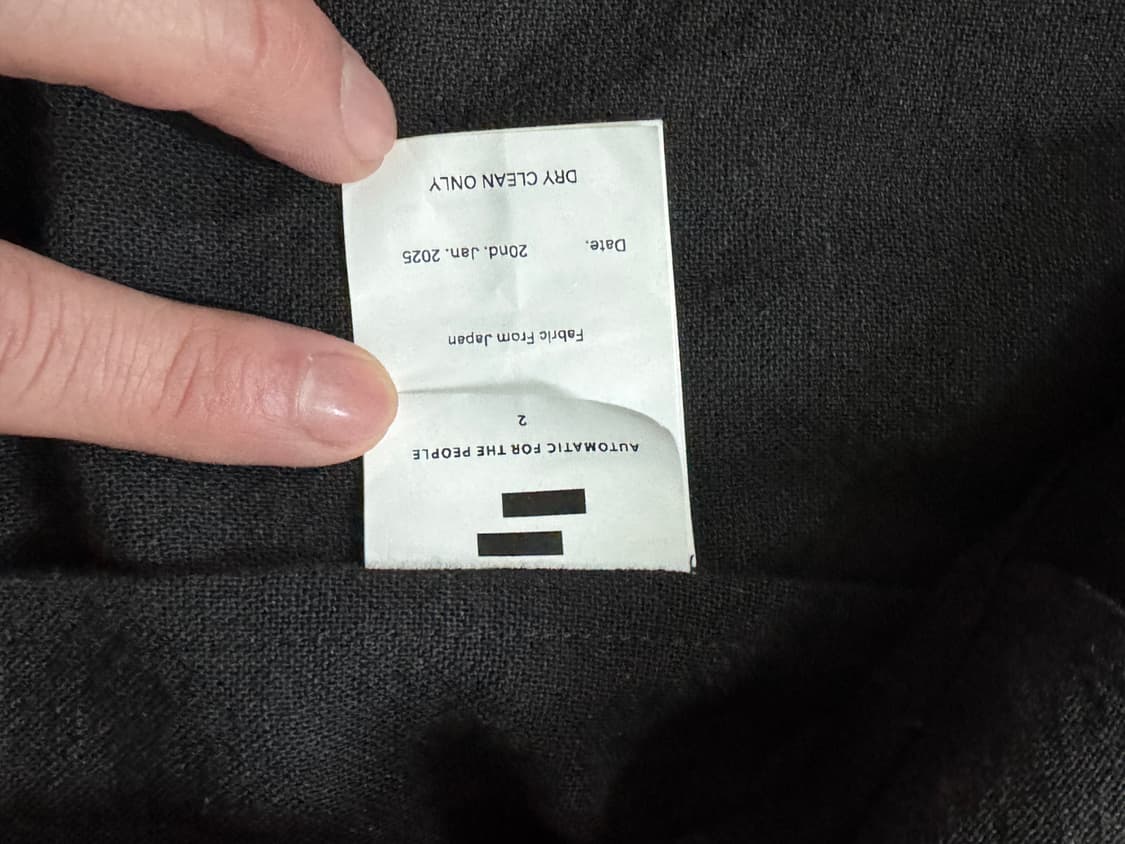 AUTOMATIC FOR THE PEOPLE
2
Fabric From Japan
Date. 20nd. Jan. 2025
DRY CLEAN ONLY